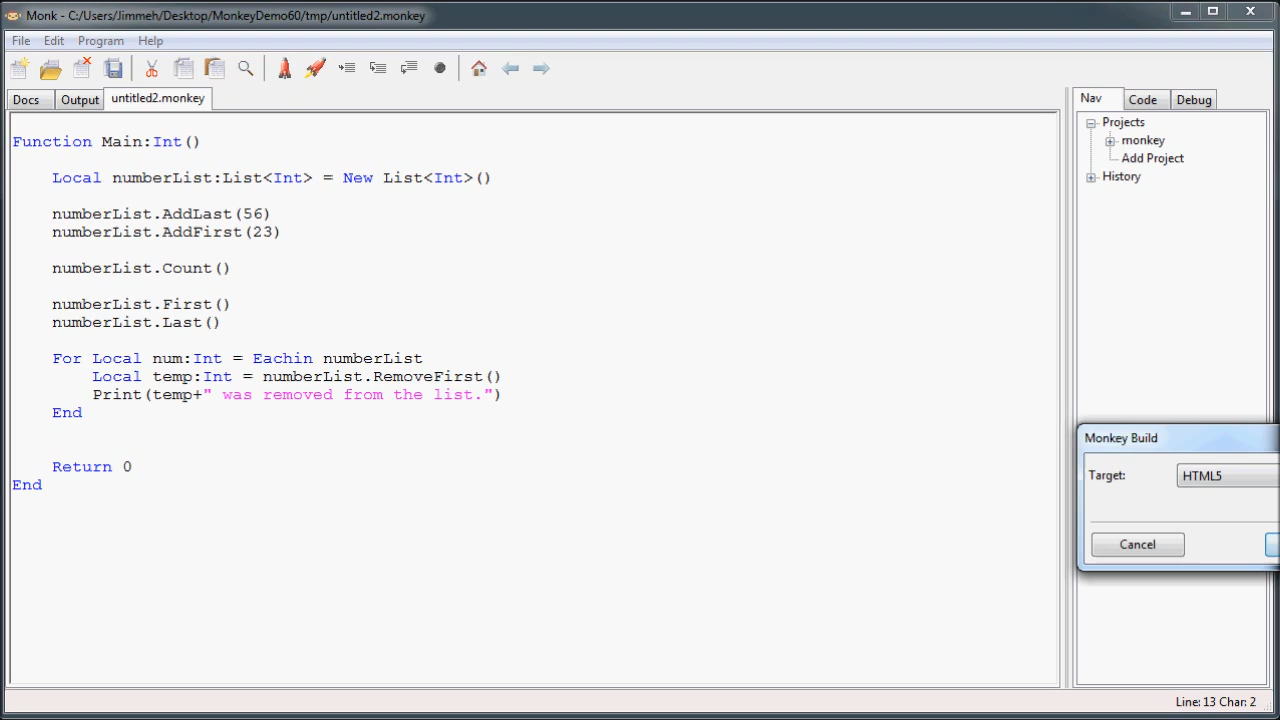 Monk - C:/Users/Jimmeh/Desktop/MonkeyDemo60/tmp/untitled2.monkey
File Edit Program Help
Docs Output untitled2.monkey
Function Main:Int()
Local numberList:List<Int> = New List<Int>()
numberList.AddLast(56)
numberList.AddFirst(23)
numberList.Count()
numberList.First()
numberList.Last()
For Local num:Int = Eachin numberList
Local temp:Int = numberList.RemoveFirst()
Print(temp+" was removed from the list.")
End
Return 0
End
Nav Code Debug
Projects
monkey
Add Project
History
Monkey Build
Target: HTML5
Cancel
Line: 13 Char: 2